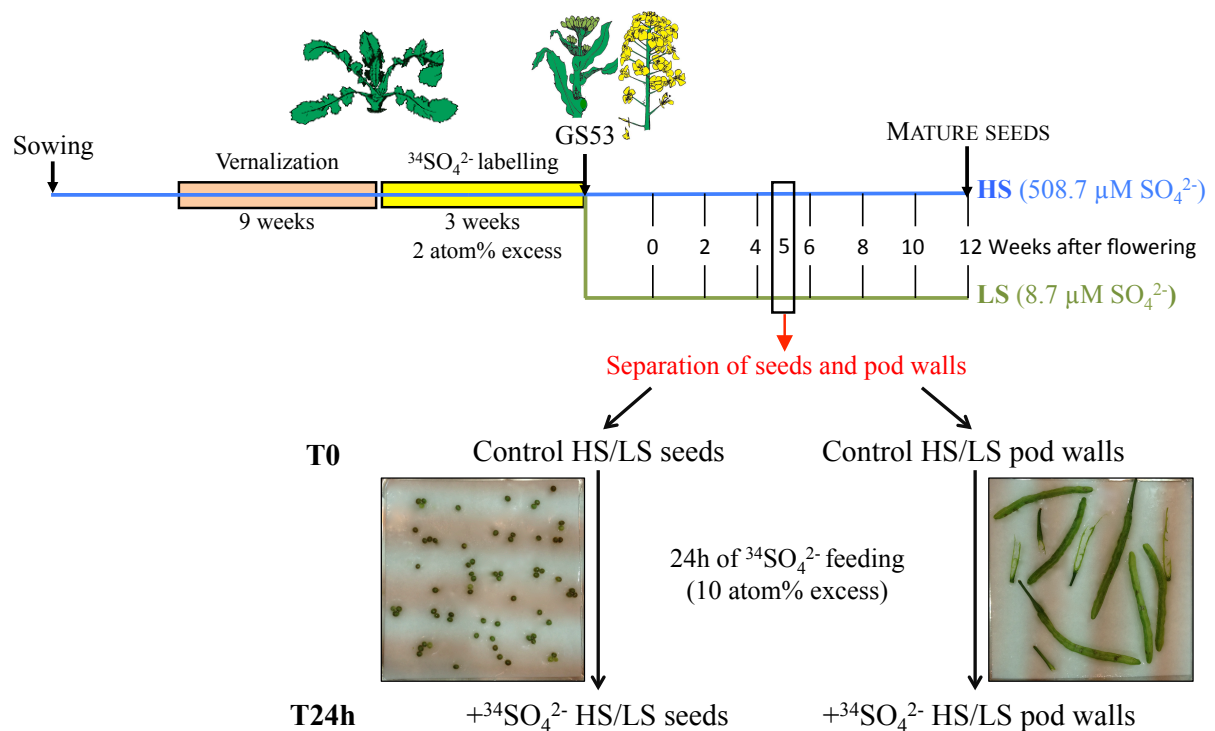 Sowing
Vernalization
9 weeks
³⁴SO₄²⁻ labelling
3 weeks
2 atom% excess
GS53
MATURE SEEDS
HS (508.7 µM SO₄²⁻)
0 2 4 5 6 8 10 12 Weeks after flowering
LS (8.7 µM SO₄²⁻)
Separation of seeds and pod walls
T0
Control HS/LS seeds
Control HS/LS pod walls
24h of ³⁴SO₄²⁻ feeding
(10 atom% excess)
T24h
+³⁴SO₄²⁻ HS/LS seeds
+³⁴SO₄²⁻ HS/LS pod walls